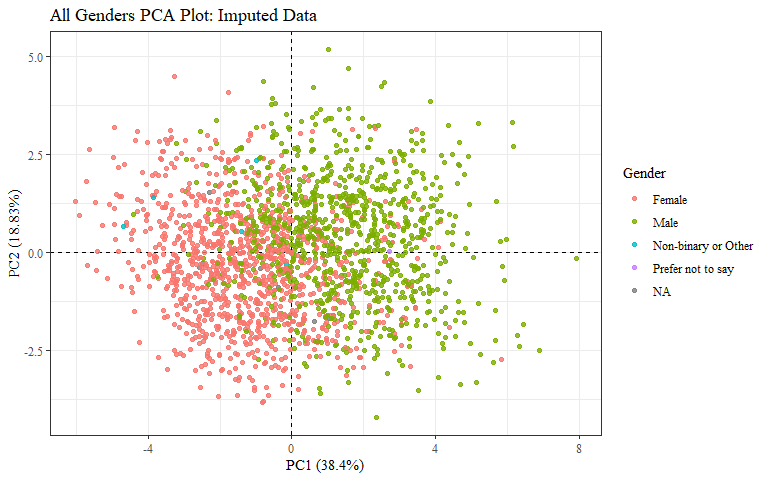 All Genders PCA Plot: Imputed Data
5.0
2.5
0.0
-2.5
PC2 (18.83%)
-4
0
4
8
PC1 (38.4%)
Gender
Female
Male
Non-binary or Other
Prefer not to say
NA